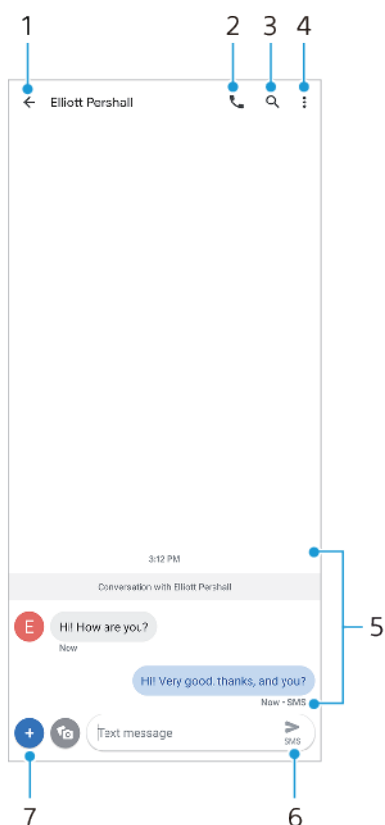 1 2 3 4
Elliott Pershall
3:12 PM
Conversation with Elliott Pershall
5
E Hi! How are you?
Now
Hi! Very good, thanks, and you?
Now • SMS
+ Text message
SMS
7 6